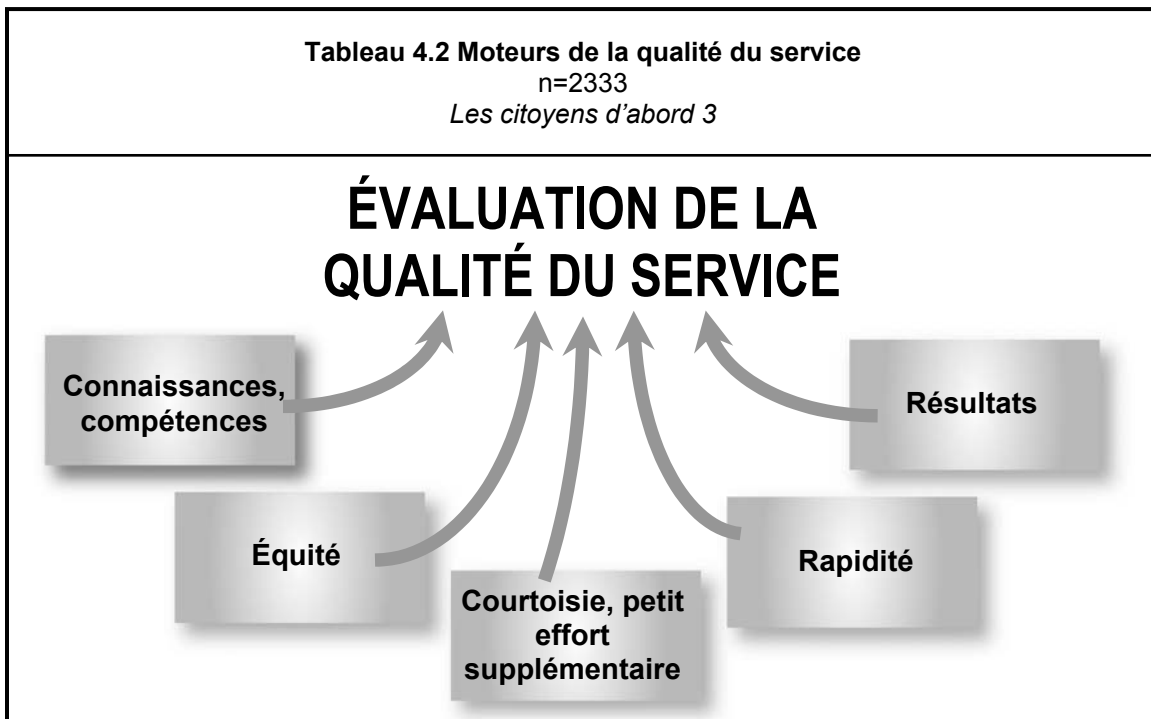 Tableau 4.2 Moteurs de la qualité du service
n=2333
Les citoyens d'abord 3
ÉVALUATION DE LA
QUALITÉ DU SERVICE
Connaissances,
compétences
Équité
Courtoisie, petit
effort
supplémentaire
Rapidité
Résultats